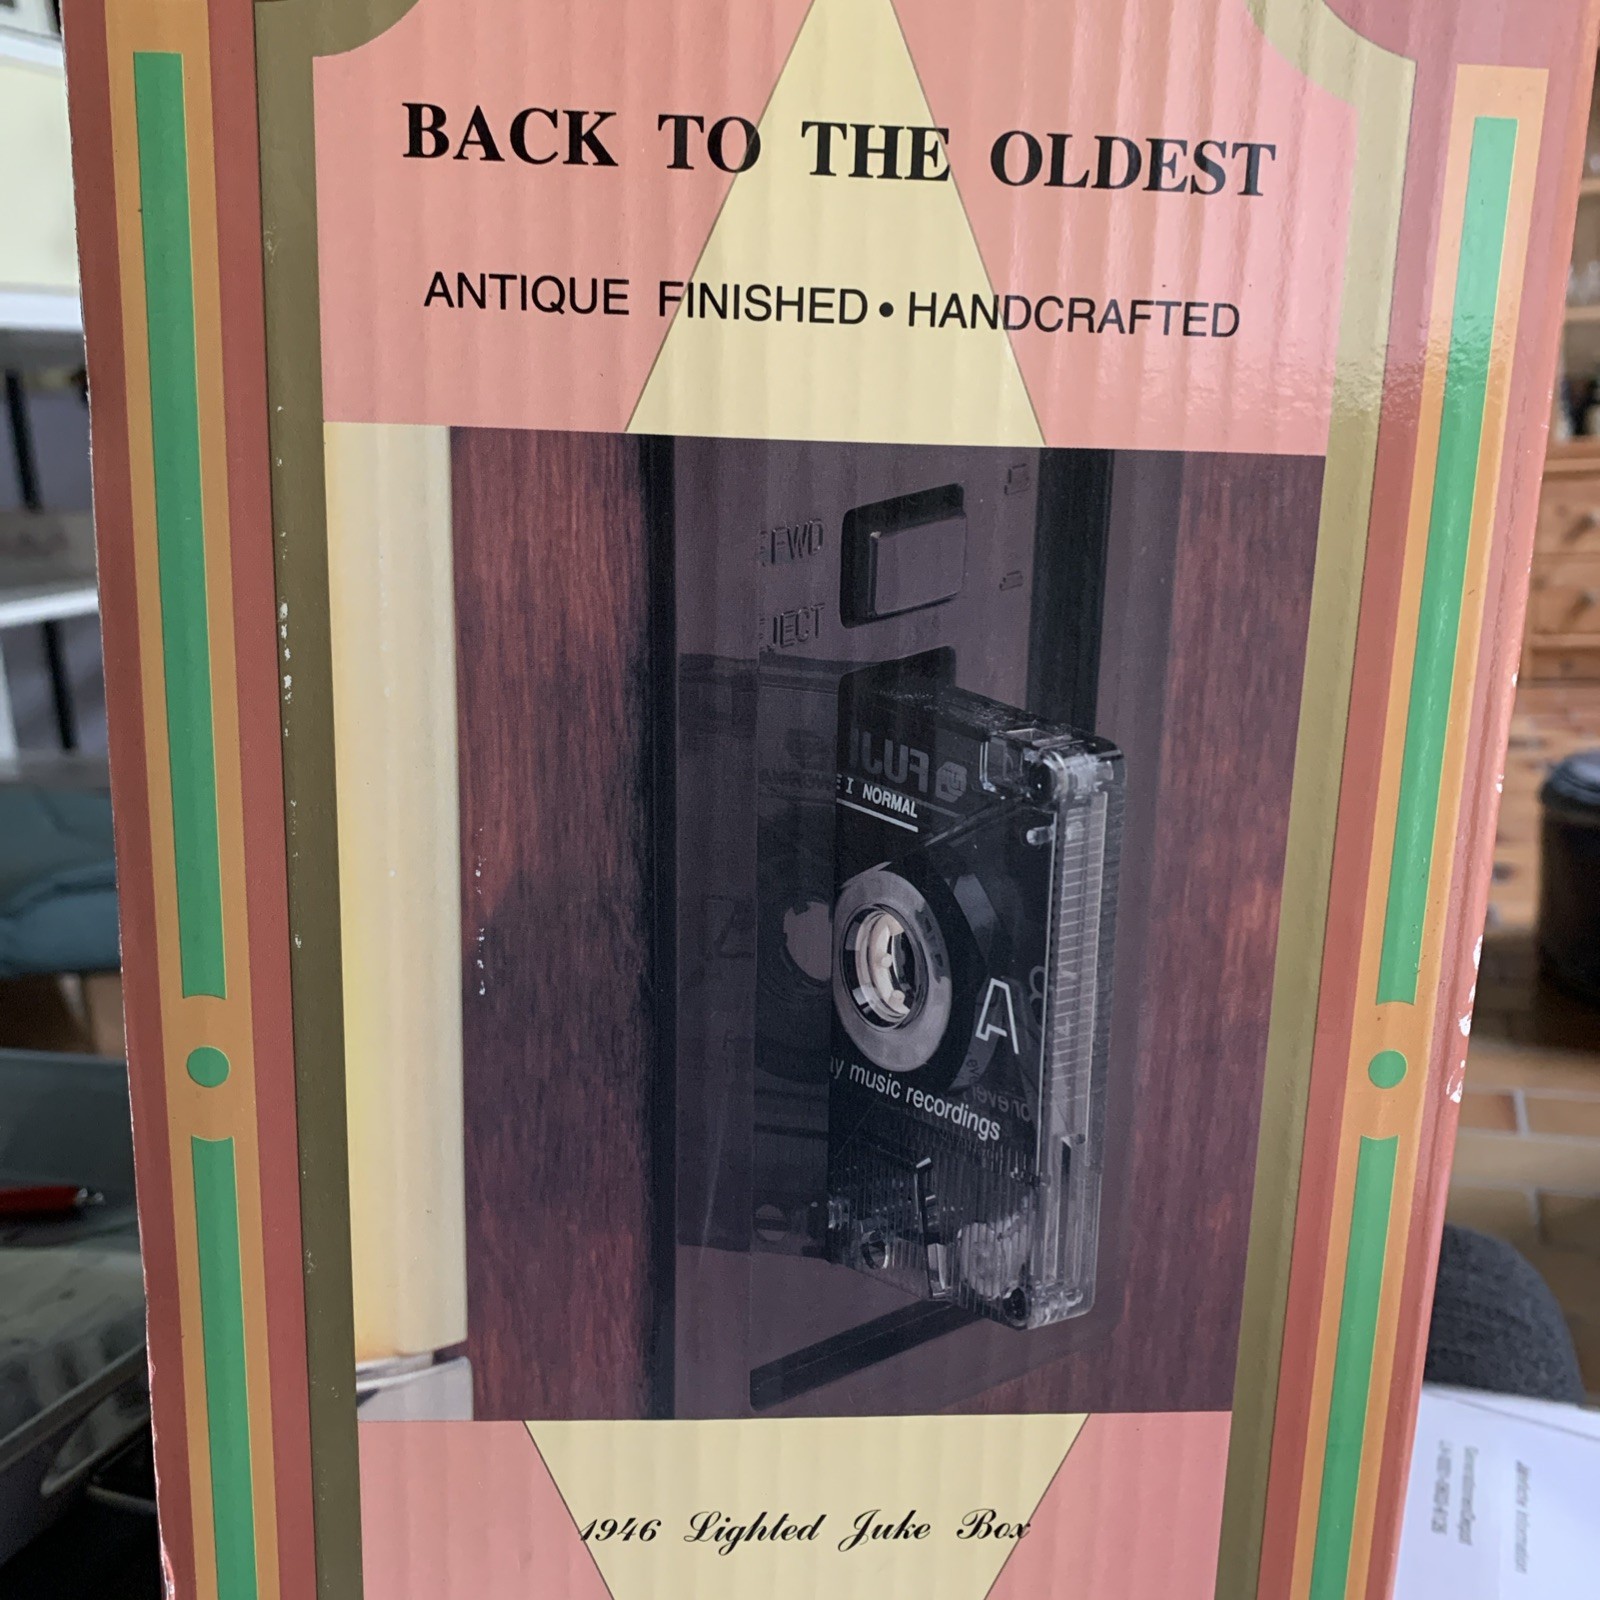 BACK TO THE OLDEST
ANTIQUE FINISHED • HANDCRAFTED
FWD
JECT
FUJI
I NORMAL
A
music recordings
1946 Lighted Juke Box